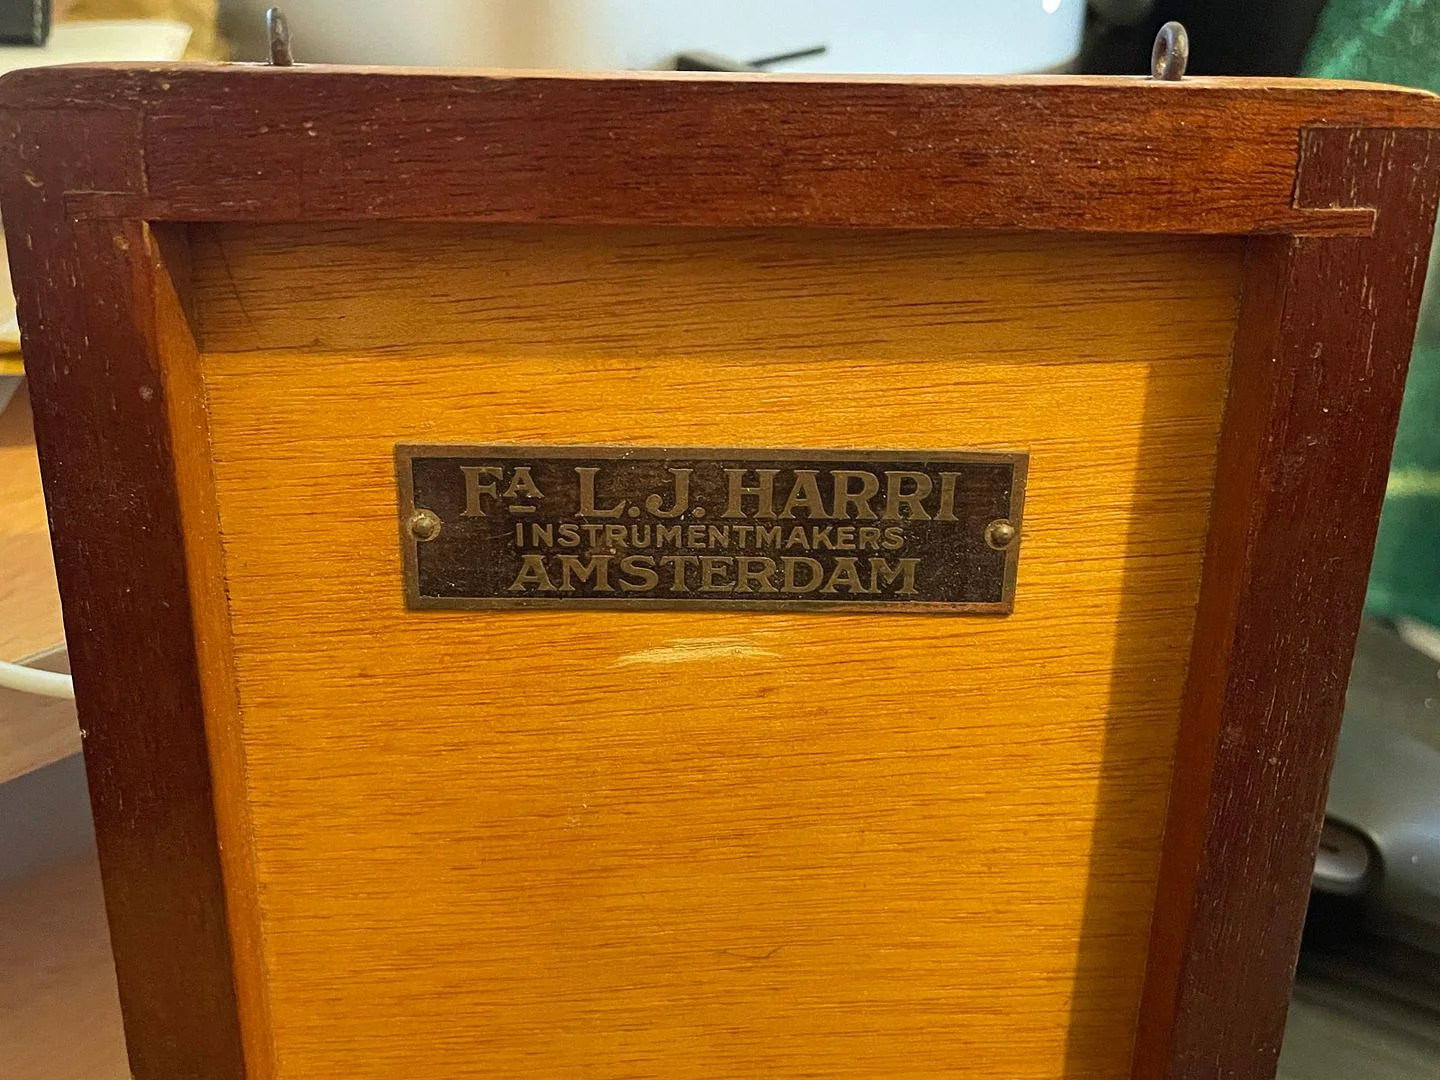 FA L.J. HARRI
INSTRUMENTMAKERS
AMSTERDAM